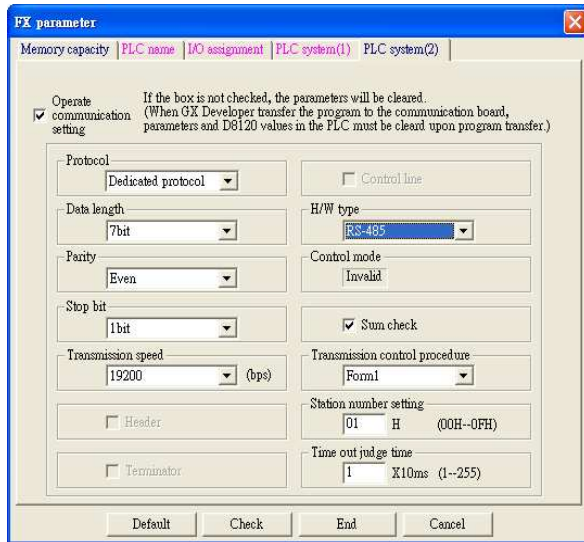 FX parameter
Memory capacity PLC name I/O assignment PLC system(1) PLC system(2)
Operate communication setting
If the box is not checked, the parameters will be cleared.
(When GX Developer transfer the program to the communication board,
parameters and D8120 values in the PLC must be cleard upon program transfer.)
Protocol
Dedicated protocol
Control line
Data length
7bit
H/W type
RS-485
Parity
Even
Control mode
Invalid
Stop bit
1bit
Sum check
Transmission speed
19200 (bps)
Transmission control procedure
Form1
Header
Station number setting
01 H (00H--0FH)
Terminator
Time out judge time
1 X10ms (1--255)
Default Check End Cancel